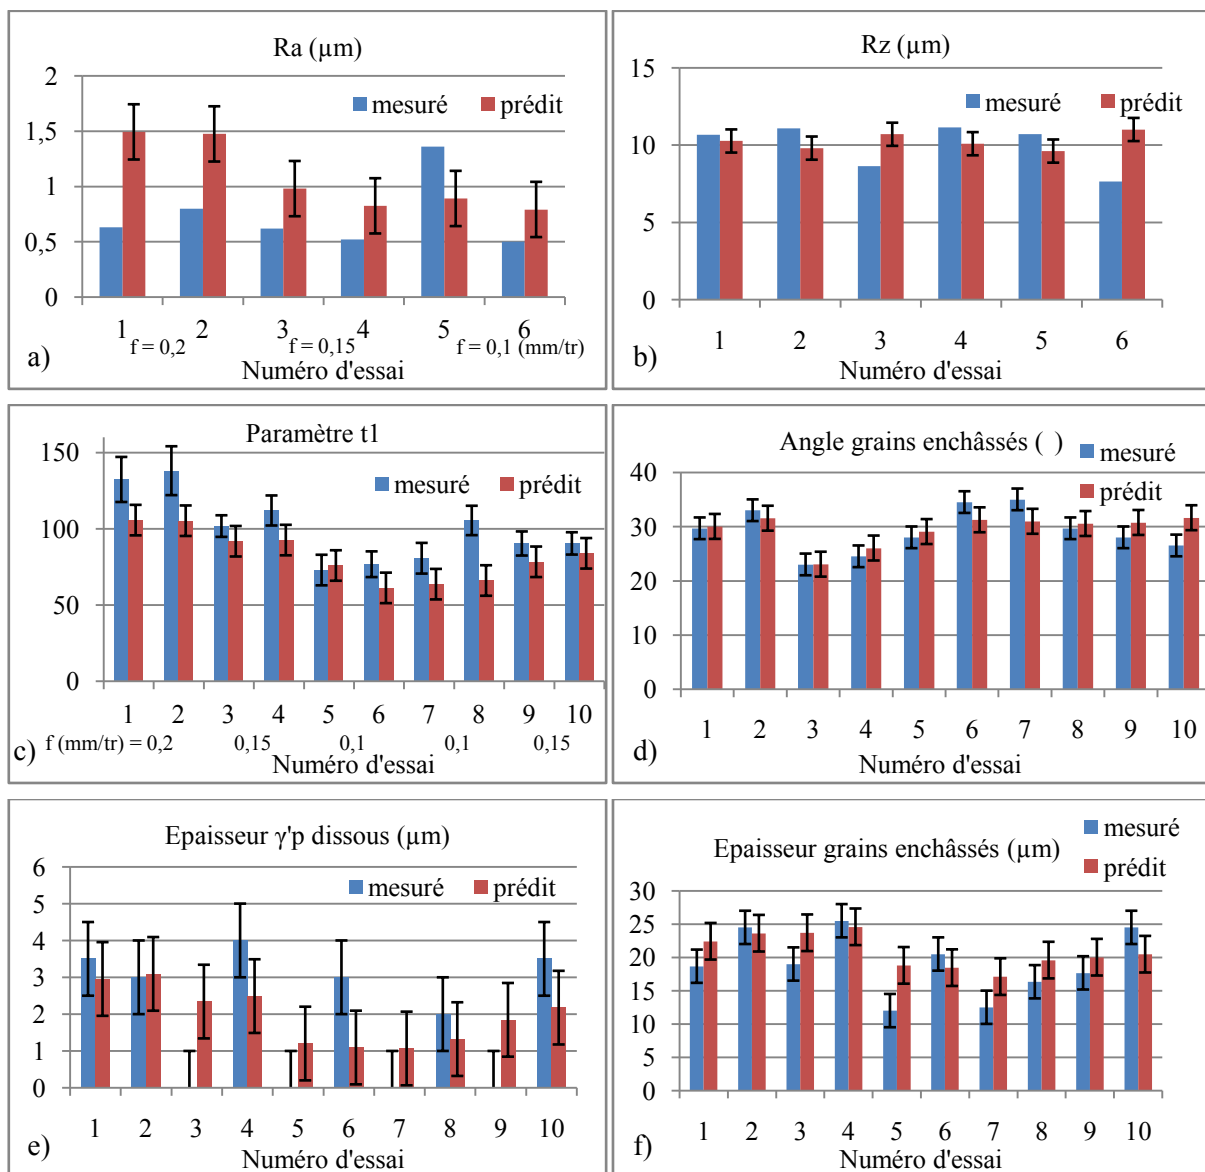 Ra (µm)
2
mesuré prédit
1,5
1
0,5
0
1 2 3 4 5 6
f = 0,2 f = 0,15 f = 0,1 (mm/tr)
a) Numéro d'essai
Rz (µm)
15
mesuré prédit
10
5
0
1 2 3 4 5 6
b) Numéro d'essai
Paramètre t1
150
mesuré prédit
100
50
0
1 2 3 4 5 6 7 8 9 10
f (mm/tr) = 0,2 0,15 0,1 0,1 0,15
c) Numéro d'essai
Angle grains enchâssés ( )
mesuré
prédit
40
30
20
10
0
1 2 3 4 5 6 7 8 9 10
d) Numéro d'essai
Epaisseur γ'p dissous (µm)
6
mesuré prédit
5
4
3
2
1
0
1 2 3 4 5 6 7 8 9 10
e) Numéro d'essai
mesuré
Epaisseur grains enchâssés (µm)
prédit
30
25
20
15
10
5
0
1 2 3 4 5 6 7 8 9 10
f) Numéro d'essai